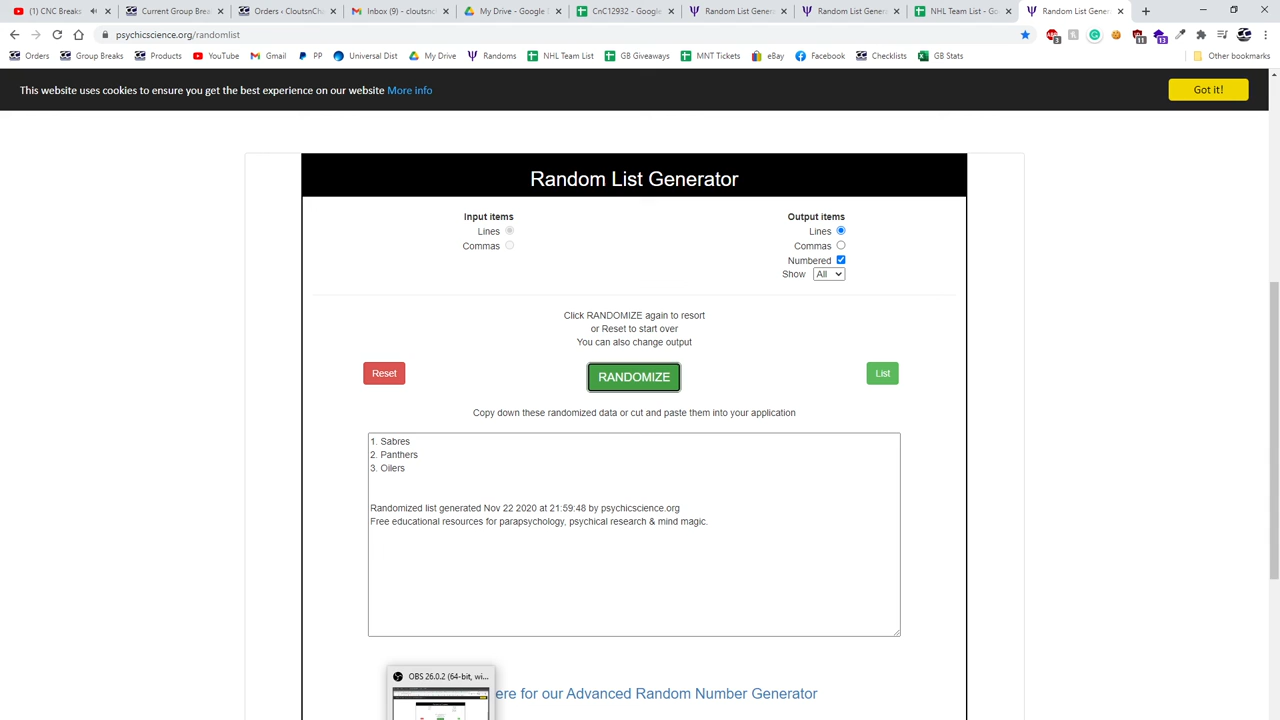 CNC Breaks
Current Group Break
Orders ‹ CloutsnCh
Inbox (9) - cloutsno
My Drive - Google
CnC12932 - Google
Random List Gener
Random List Gener
NHL Team List - Go
Random List Gener
psychicscience.org/randomlist
3
11
13
Orders
Group Breaks
Products
YouTube
Gmail
PP
Universal Dist
My Drive
Randoms
NHL Team List
GB Giveaways
MNT Tickets
eBay
Facebook
Checklists
GB Stats
Other bookmarks
This website uses cookies to ensure you get the best experience on our website More info
Got it!
Random List Generator
Input items
Lines
Commas
Output items
Lines
Commas
Numbered
Show All
Click RANDOMIZE again to resort
or Reset to start over
You can also change output
Reset
RANDOMIZE
List
Copy down these randomized data or cut and paste them into your application
1. Sabres
2. Panthers
3. Oilers
Randomized list generated Nov 22 2020 at 21:59:48 by psychicscience.org
Free educational resources for parapsychology, psychical research & mind magic.
OBS 26.0.2 (64-bit, wi...
ere for our Advanced Random Number Generator